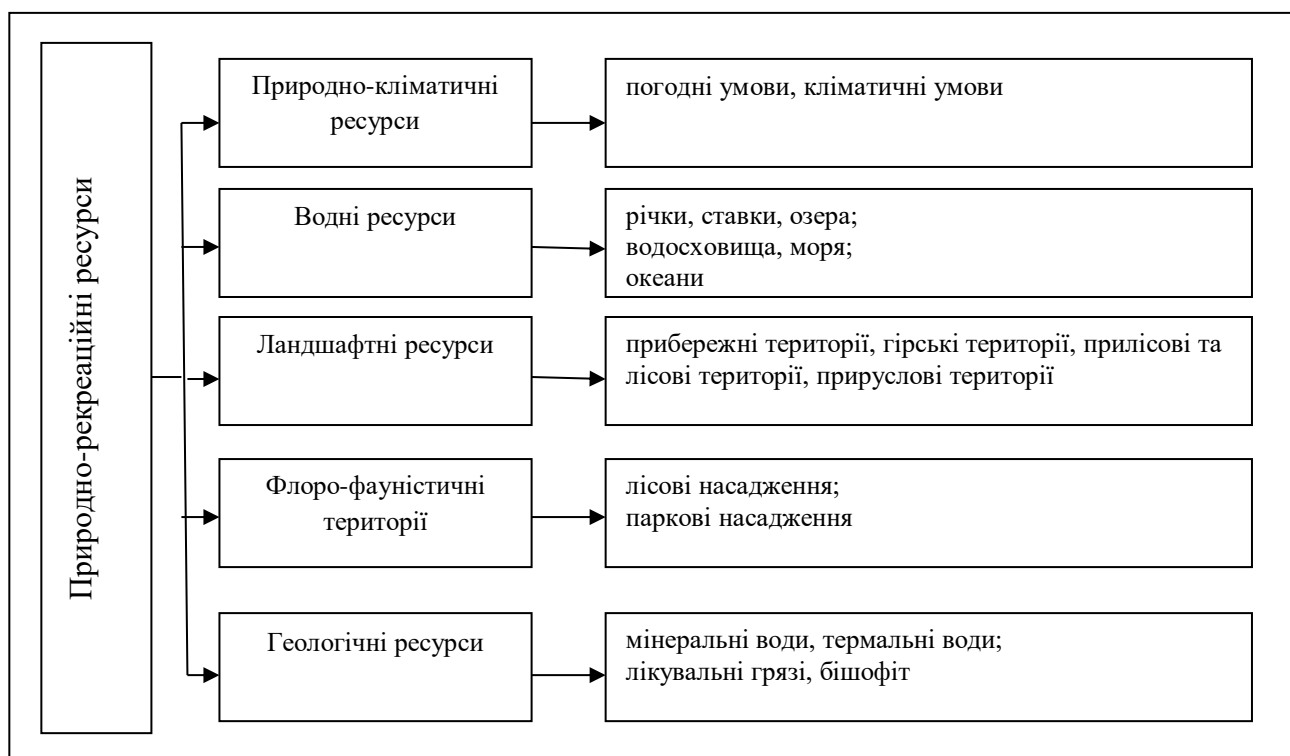 Природно-рекреаційні ресурси
Природно-кліматичні
ресурси
погодні умови, кліматичні умови
Водні ресурси
річки, ставки, озера;
водосховища, моря;
океани
Ландшафтні ресурси
прибережні території, гірські території, прилісові та
лісові території, прируслові території
Флоро-фауністичні
території
лісові насадження;
паркові насадження
Геологічні ресурси
мінеральні води, термальні води;
лікувальні грязі, бішофіт